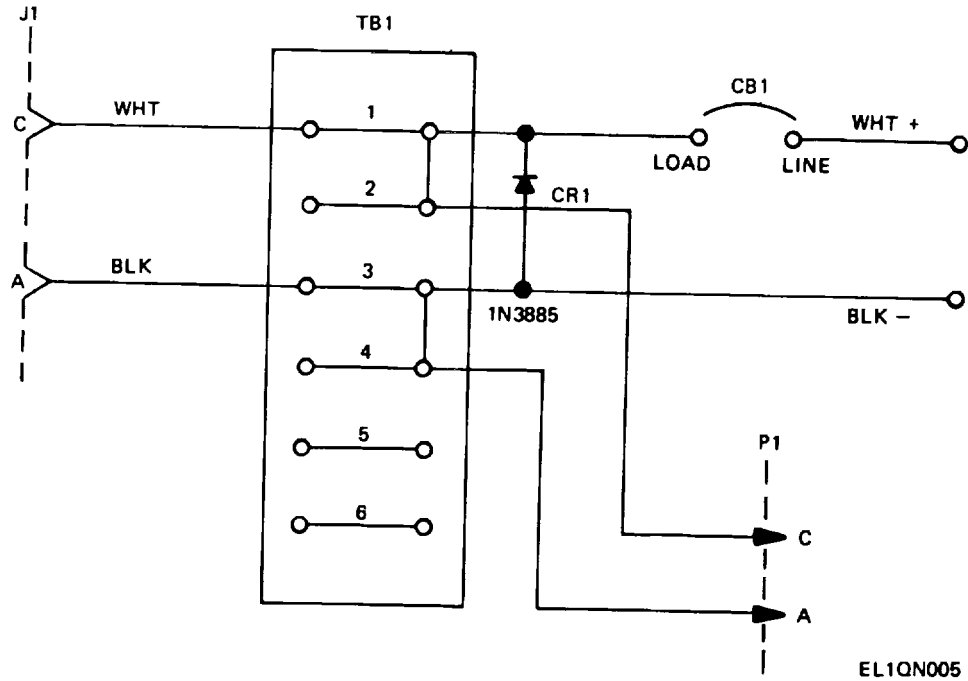 J1
TB1
CB1
C
WHT
1
WHT +
LOAD
LINE
2
CR1
A
BLK
3
1N3885
BLK −
4
5
P1
6
C
A
EL1QN005